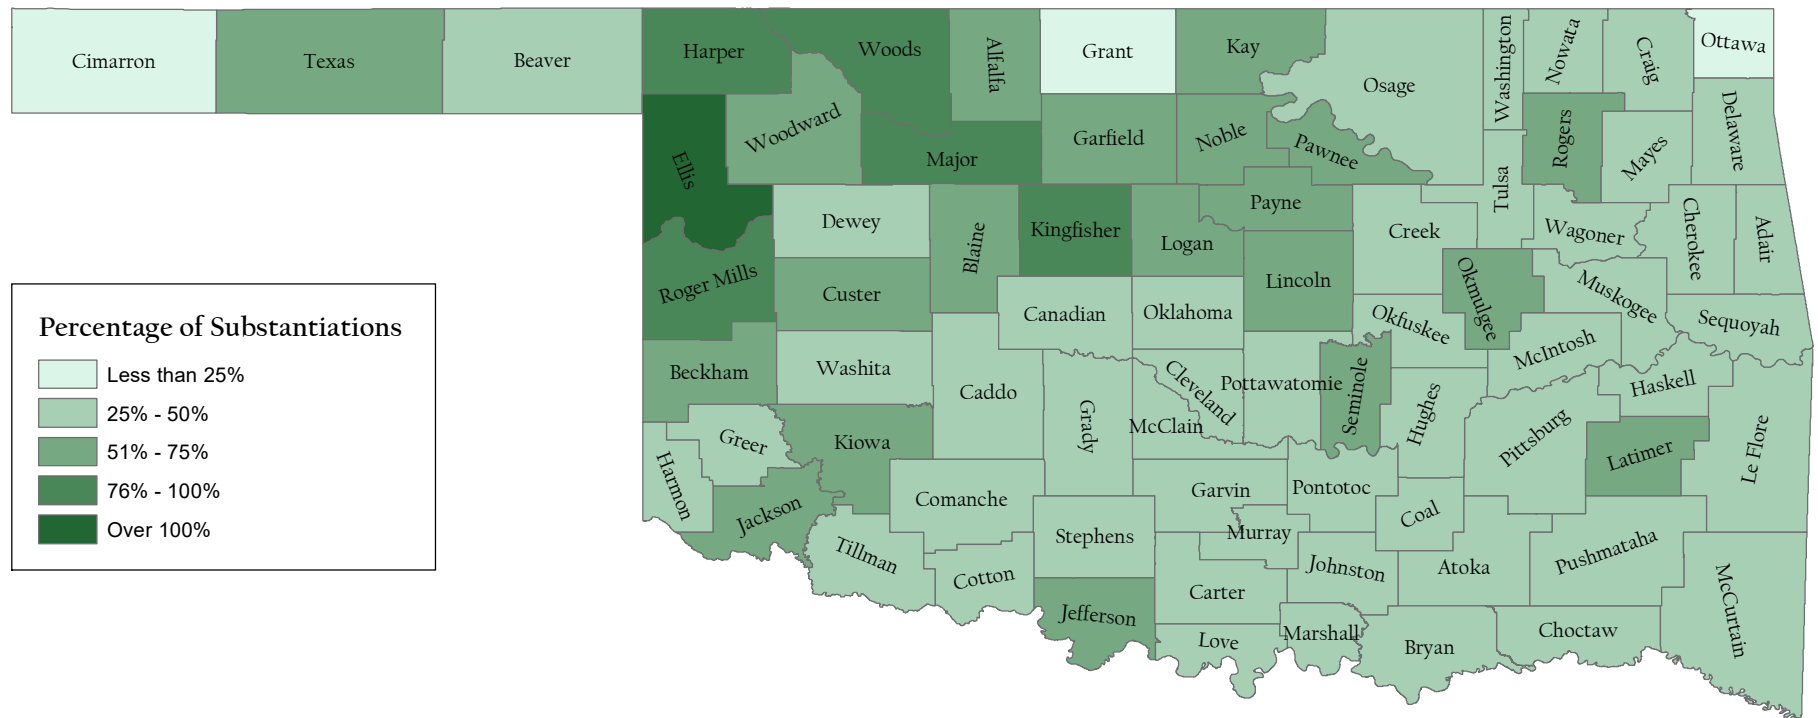 Cimarron
Texas
Beaver
Harper
Woods
Alfalfa
Grant
Kay
Osage
Washington
Nowata
Craig
Ottawa
Ellis
Woodward
Major
Garfield
Noble
Pawnee
Rogers
Mayes
Delaware
Tulsa
Dewey
Blaine
Kingfisher
Logan
Payne
Creek
Wagoner
Cherokee
Adair
Roger Mills
Custer
Canadian
Oklahoma
Lincoln
Okmulgee
Okfuskee
Muskogee
Sequoyah
McIntosh
Beckham
Washita
Caddo
Grady
McClain
Cleveland
Pottawatomie
Seminole
Hughes
Pittsburg
Haskell
Latimer
Le Flore
Greer
Kiowa
Harmon
Jackson
Comanche
Tillman
Cotton
Stephens
Garvin
Pontotoc
Murray
Coal
Johnston
Atoka
Pushmataha
McCurtain
Jefferson
Carter
Love
Marshall
Bryan
Choctaw
Percentage of Substantiations
Less than 25%
25% - 50%
51% - 75%
76% - 100%
Over 100%